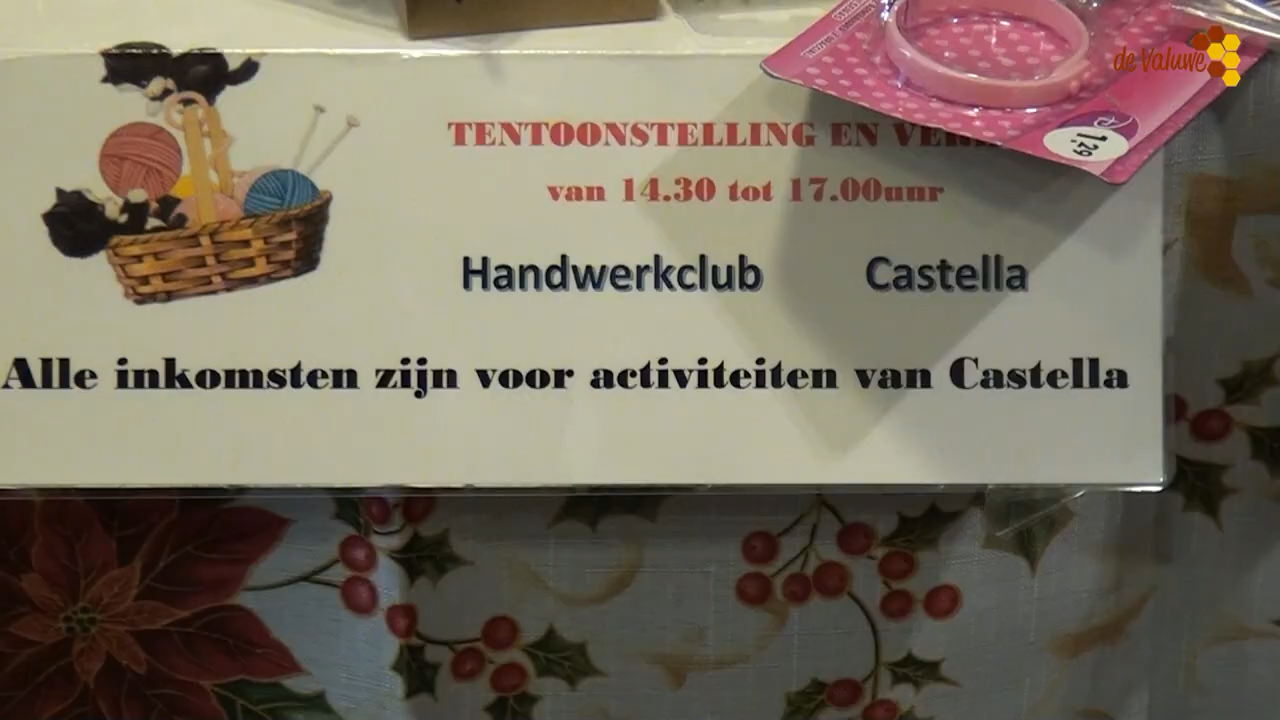 de Valuwe
1,29
TENTOONSTELLING EN
van 14.30 tot 17.00uur
Handwerkclub Castella
Alle inkomsten zijn voor activiteiten van Castella